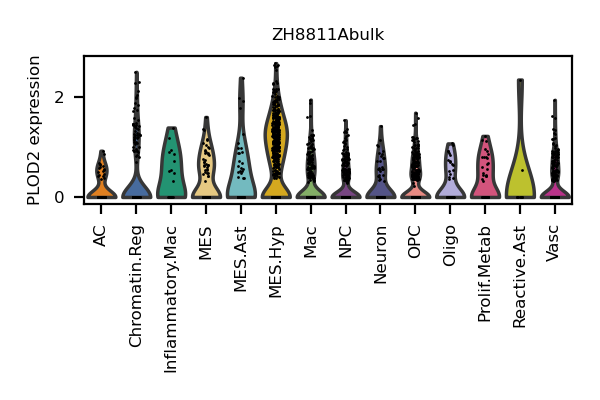 ZH8811Abulk
PLOD2 expression
2
0
AC
Chromatin.Reg
Inflammatory.Mac
MES
MES.Ast
MES.Hyp
Mac
NPC
Neuron
OPC
Oligo
Prolif.Metab
Reactive.Ast
Vasc